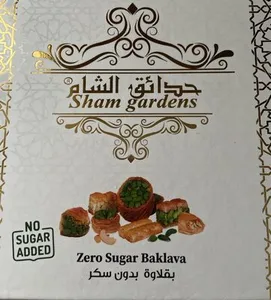 حدائق الشام
Sham gardens
NO
SUGAR
ADDED
Zero Sugar Baklava
بقلاوة بدون سكر